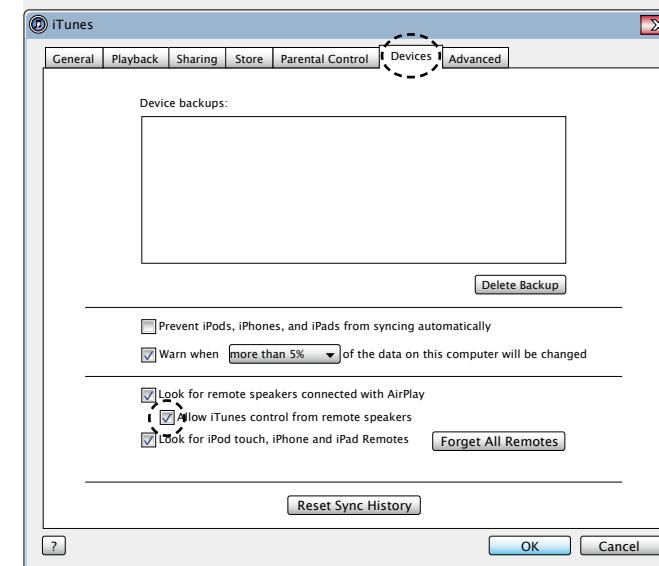 iTunes
General Playback Sharing Store Parental Control Devices Advanced
Device backups:
Delete Backup
Prevent iPods, iPhones, and iPads from syncing automatically
Warn when more than 5% of the data on this computer will be changed
Look for remote speakers connected with AirPlay
Allow iTunes control from remote speakers
Look for iPod touch, iPhone and iPad Remotes Forget All Remotes
Reset Sync History
? OK Cancel